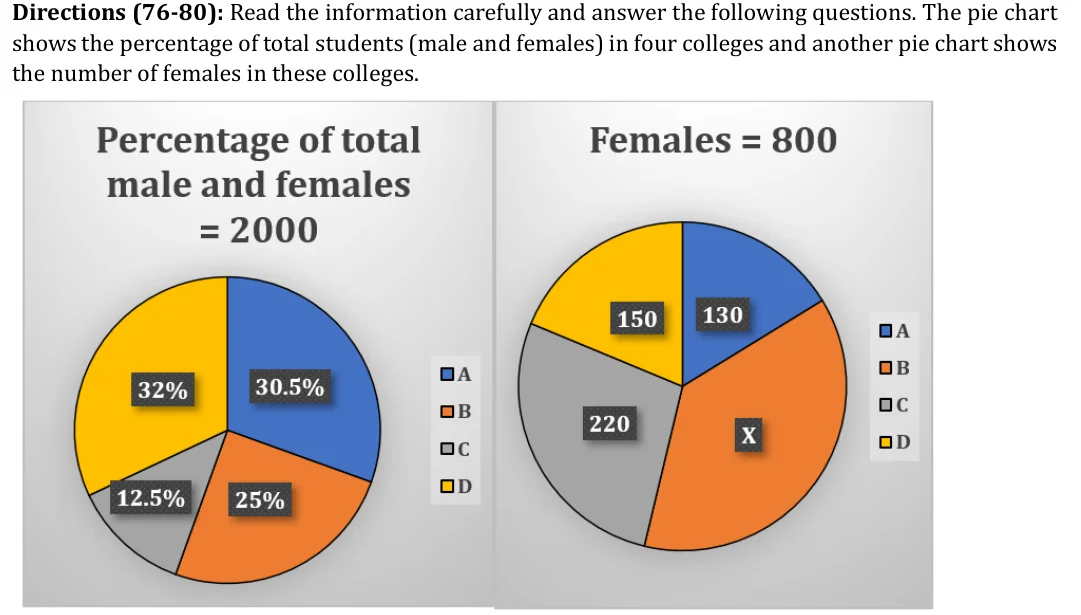 Directions (76-80): Read the information carefully and answer the following questions. The pie chart
shows the percentage of total students (male and females) in four colleges and another pie chart shows
the number of females in these colleges.
Percentage of total
male and females
= 2000
32%
30.5%
12.5%
25%
A
B
C
D
Females = 800
150
130
220
X
A
B
C
D